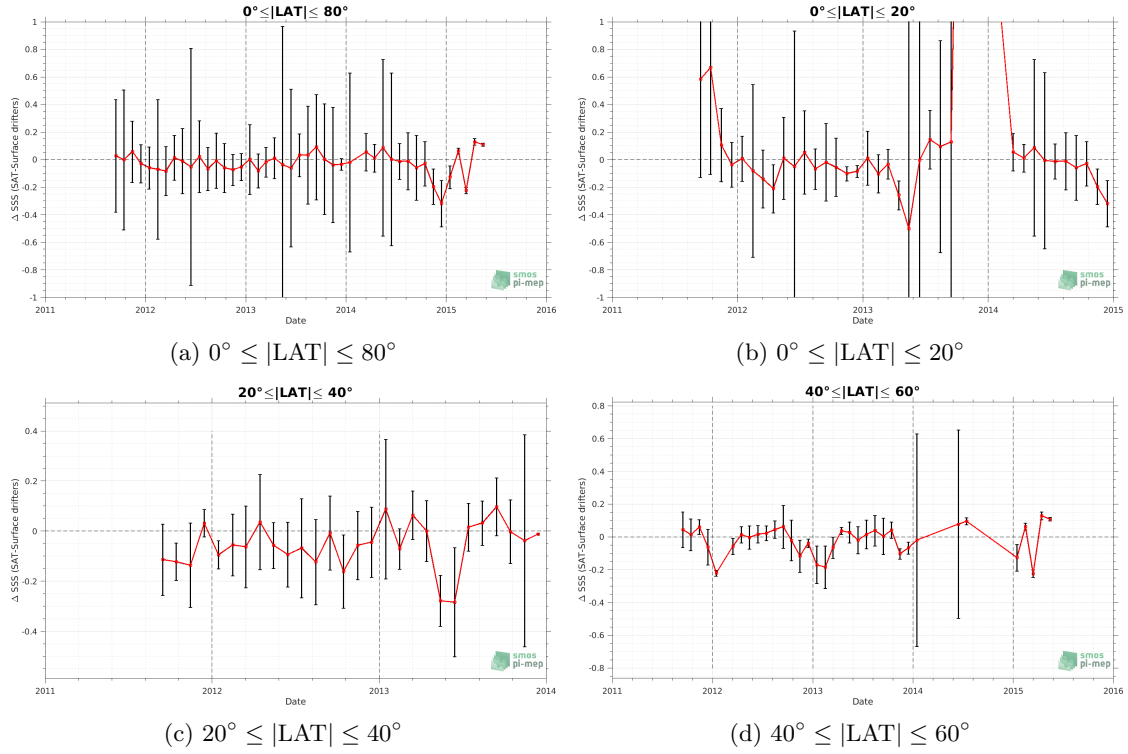 0°≤|LAT|≤ 80°
Δ SSS (SAT-Surface drifters)
1
0.8
0.6
0.4
0.2
0
-0.2
-0.4
-0.6
-0.8
-1
2011
2012
2013
2014
2015
2016
Date
smos
pi-mep
(a) 0° ≤ |LAT| ≤ 80°
0°≤|LAT|≤ 20°
Δ SSS (SAT-Surface drifters)
1
0.8
0.6
0.4
0.2
0
-0.2
-0.4
-0.6
-0.8
-1
2011
2012
2013
2014
2015
Date
smos
pi-mep
(b) 0° ≤ |LAT| ≤ 20°
20°≤|LAT|≤ 40°
Δ SSS (SAT-Surface drifters)
0.4
0.2
0
-0.2
-0.4
2011
2012
2013
2014
Date
smos
pi-mep
(c) 20° ≤ |LAT| ≤ 40°
40°≤|LAT|≤ 60°
Δ SSS (SAT-Surface drifters)
0.8
0.6
0.4
0.2
0
-0.2
-0.4
-0.6
-0.8
2011
2012
2013
2014
2015
2016
Date
smos
pi-mep
(d) 40° ≤ |LAT| ≤ 60°